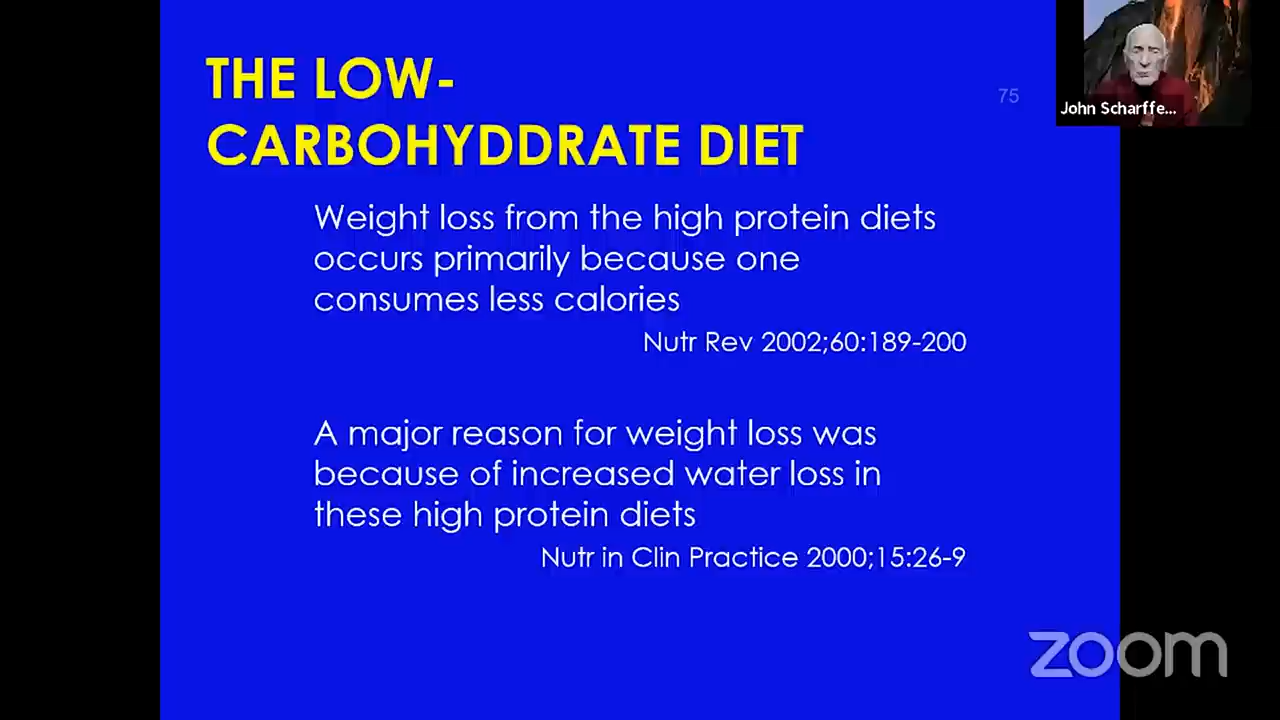 THE LOW-
CARBOHYDDRATE DIET
75
John Scharffe...
Weight loss from the high protein diets
occurs primarily because one
consumes less calories
Nutr Rev 2002;60:189-200
A major reason for weight loss was
because of increased water loss in
these high protein diets
Nutr in Clin Practice 2000;15:26-9
zoom